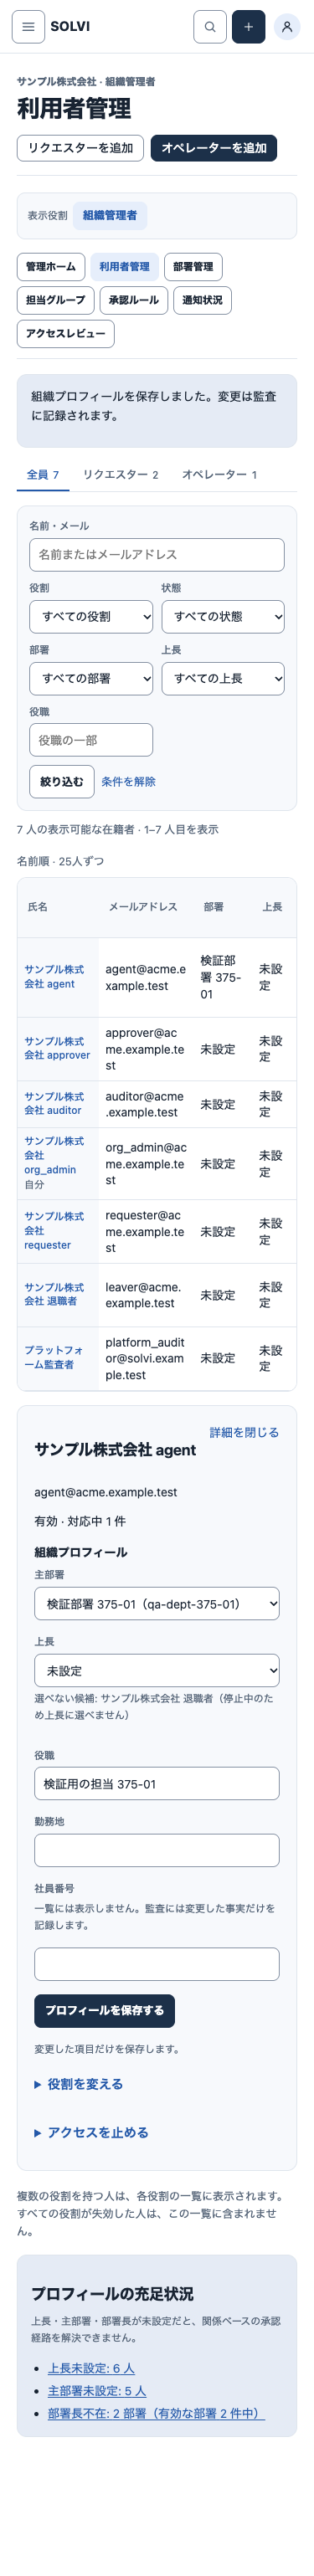 SOLVI
サンプル株式会社 · 組織管理者
利用者管理
リクエスターを追加
オペレーターを追加
表示役割 組織管理者
管理ホーム 利用者管理 部署管理
担当グループ 承認ルール 通知状況
アクセスレビュー
組織プロフィールを保存しました。変更は監査
に記録されます。
全員 7 リクエスター 2 オペレーター 1
名前・メール
名前またはメールアドレス
役割 状態
すべての役割 すべての状態
部署 上長
すべての部署 すべての上長
役職
役職の一部
絞り込む 条件を解除
7 人の表示可能な在籍者 · 1–7 人目を表示
名前順 · 25人ずつ
氏名 メールアドレス 部署 上長
サンプル株式
会社 agent
agent@acme.e
xample.test
検証部
署 375-
01
未設
定
サンプル株式
会社 approver
approver@ac
me.example.te
st
未設定
未設
定
サンプル株式
会社 auditor
auditor@acme
.example.test
未設定
未設
定
サンプル株式
会社
org_admin
自分
org_admin@ac
me.example.te
st
未設定
未設
定
サンプル株式
会社
requester
requester@ac
me.example.te
st
未設定
未設
定
サンプル株式
会社 退職者
leaver@acme.
example.test
未設定
未設
定
プラットフォ
ーム監査者
platform_audit
or@solvi.exam
ple.test
未設定
未設
定
詳細を閉じる
サンプル株式会社 agent
agent@acme.example.test
有効 · 対応中 1 件
組織プロフィール
主部署
検証部署 375-01（qa-dept-375-01）
上長
未設定
選べない候補: サンプル株式会社 退職者（停止中のた
め上長に選べません）
役職
検証用の担当 375-01
勤務地
社員番号
一覧には表示しません。監査には変更した事実だけを
記録します。
プロフィールを保存する
変更した項目だけを保存します。
▶ 役割を変える
▶ アクセスを止める
複数の役割を持つ人は、各役割の一覧に表示されます。
すべての役割が失効した人は、この一覧に含まれませ
ん。
プロフィールの充足状況
上長・主部署・部署長が未設定だと、関係ベースの承認
経路を解決できません。
• 上長未設定: 6 人
• 主部署未設定: 5 人
• 部署長不在: 2 部署（有効な部署 2 件中）